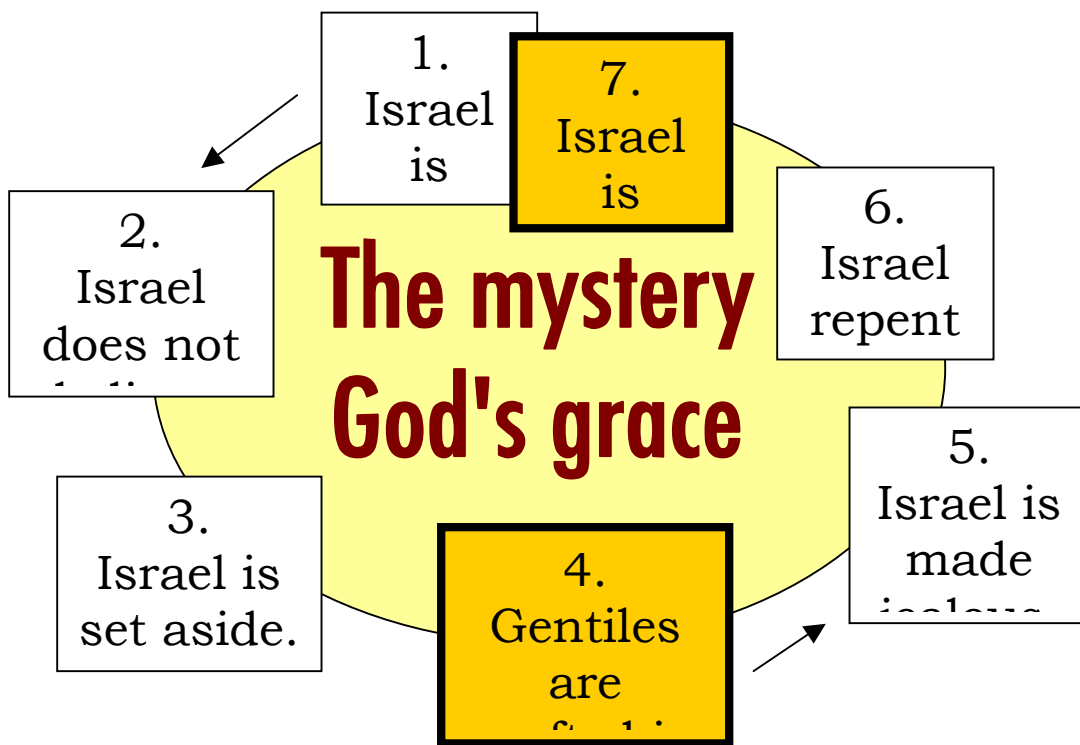 1.
Israel
is
7.
Israel
is
2.
Israel
does not
6.
Israel
repent
The mystery
God's grace
5.
Israel is
made
3.
Israel is
set aside.
4.
Gentiles
are